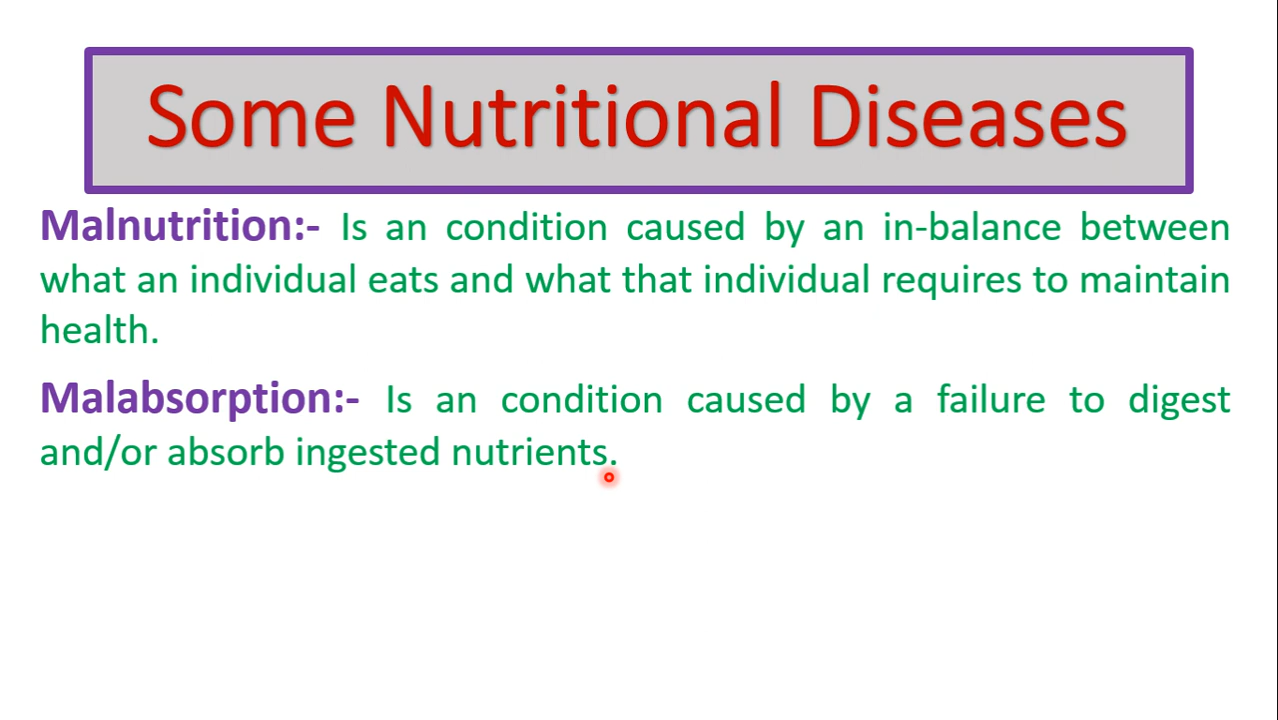 Some Nutritional Diseases
Malnutrition:- Is an condition caused by an in-balance between
what an individual eats and what that individual requires to maintain
health.
Malabsorption:- Is an condition caused by a failure to digest
and/or absorb ingested nutrients.